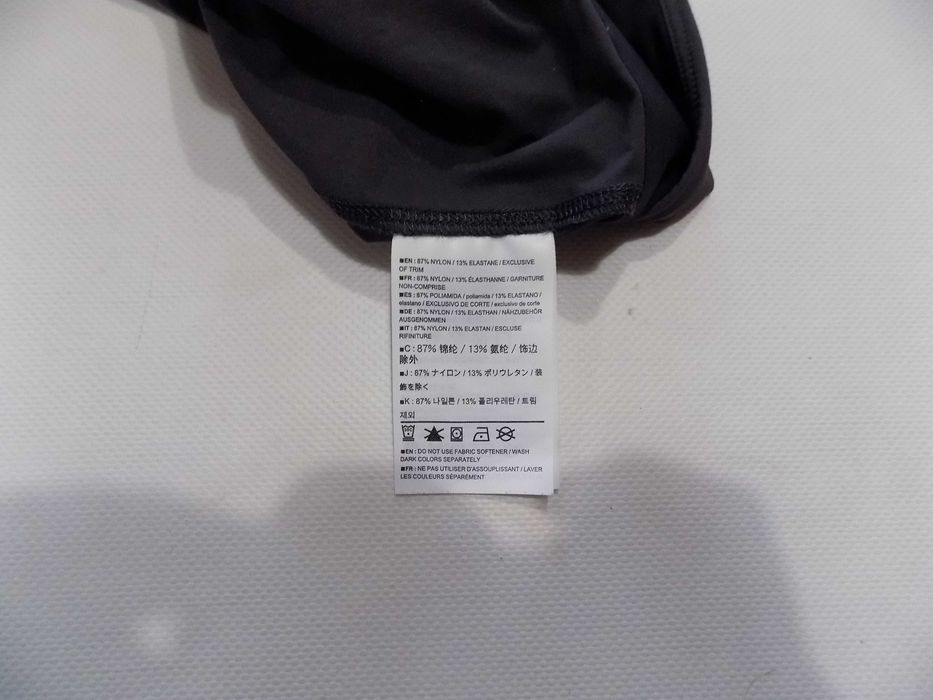 ■EN : 87% NYLON / 13% ELASTANE / EXCLUSIVE
OF TRIM
■FR : 87% NYLON / 13% ÉLASTHANNE / GARNITURE
NON-COMPRISE
■ES : 87% POLIAMIDA / poliamida / 13% ELASTANO /
elastano / EXCLUSIVO DE CORTE / exclusivo de corte
■DE : 87% NYLON / 13% ELASTHAN / NÄHZUBEHÖR
AUSGENOMMEN
■IT : 87% NYLON / 13% ELASTAN / ESCLUSE
RIFINITURE
■C : 87% 锦纶 / 13% 氨纶 / 饰边
除外
■J : 87% ナイロン / 13% ポリウレタン / 装
飾を除く
■K : 87% 나일론 / 13% 폴리우레탄 / 트림
제외
■EN : DO NOT USE FABRIC SOFTENER / WASH
DARK COLORS SEPARATELY
■FR : NE PAS UTILISER D'ASSOUPLISSANT / LAVER
LES COULEURS SÉPARÉMENT